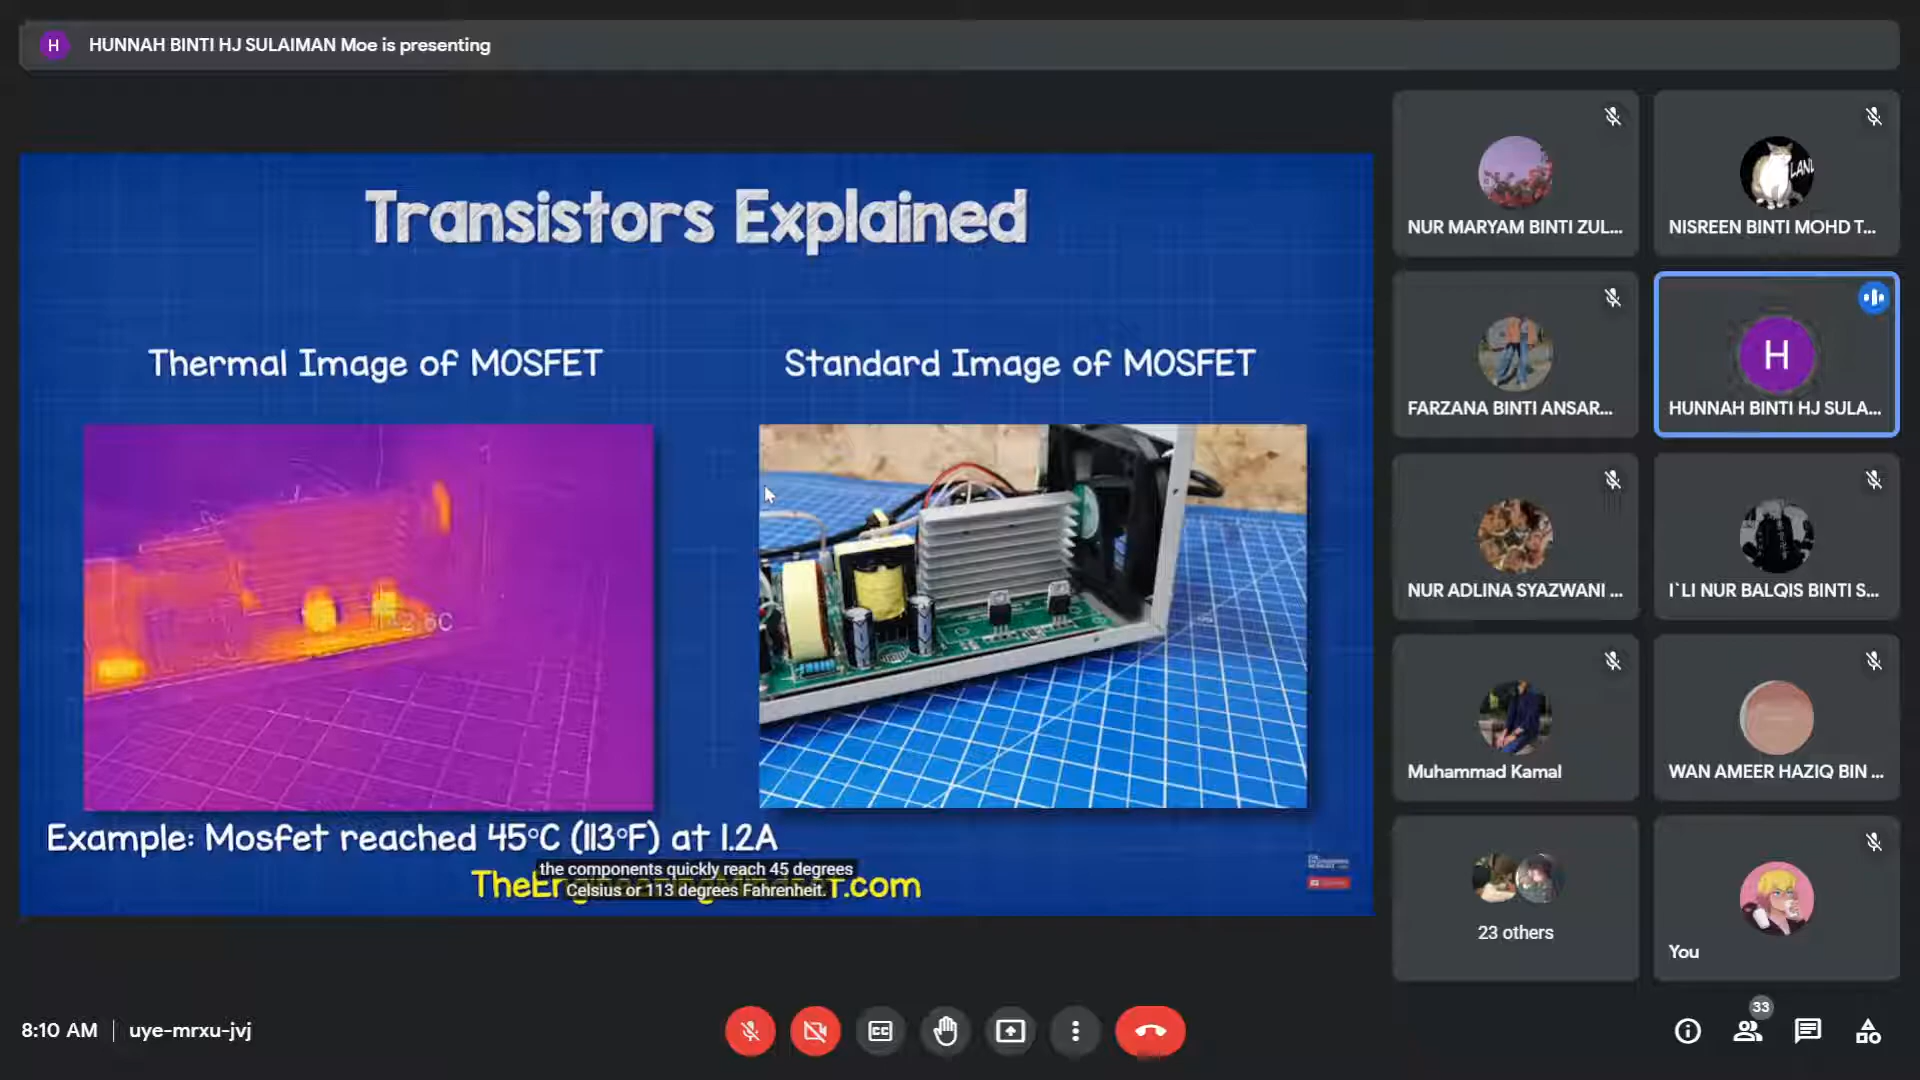 H HUNNAH BINTI HJ SULAIMAN Moe is presenting
Transistors Explained
Thermal Image of MOSFET
Standard Image of MOSFET
Example: Mosfet reached 45°C (113°F) at 1.2A
the components quickly reach 45 degrees
Celsius or 113 degrees Fahrenheit.
NUR MARYAM BINTI ZUL...
NISREEN BINTI MOHD T...
FARZANA BINTI ANSAR...
H
HUNNAH BINTI HJ SULA...
NUR ADLINA SYAZWANI ...
I`LI NUR BALQIS BINTI S...
Muhammad Kamal
WAN AMEER HAZIQ BIN ...
23 others
You
8:10 AM | uye-mrxu-jvj
CC
33